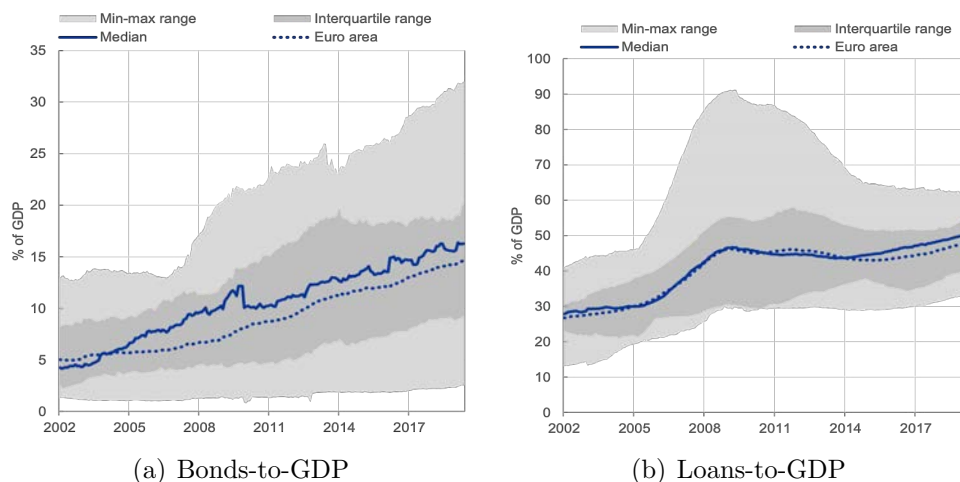 Min-max range Interquartile range
Median Euro area
35
30
25
20
15
10
5
0
% of GDP
2002 2005 2008 2011 2014 2017
(a) Bonds-to-GDP
Min-max range Interquartile range
Median Euro area
100
90
80
70
60
50
40
30
20
10
0
% of GDP
2002 2005 2008 2011 2014 2017
(b) Loans-to-GDP